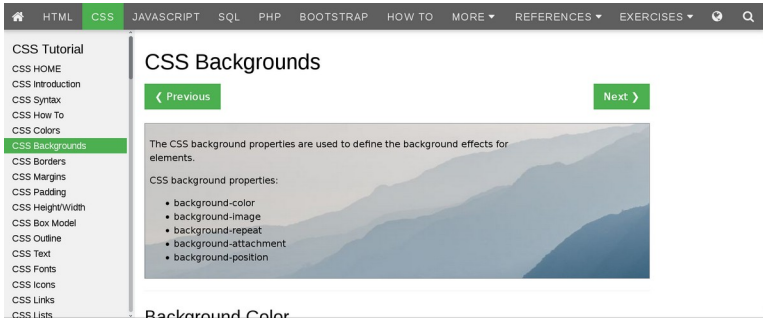 HTML CSS JAVASCRIPT SQL PHP BOOTSTRAP HOW TO MORE REFERENCES EXERCISES
CSS Tutorial
CSS HOME
CSS Introduction
CSS Syntax
CSS How To
CSS Colors
CSS Backgrounds
CSS Borders
CSS Margins
CSS Padding
CSS Height/Width
CSS Box Model
CSS Outline
CSS Text
CSS Fonts
CSS Icons
CSS Links
CSS Lists
CSS Backgrounds
❮ Previous
Next ❯
The CSS background properties are used to define the background effects for
elements.
CSS background properties:
• background-color
• background-image
• background-repeat
• background-attachment
• background-position
Background Color